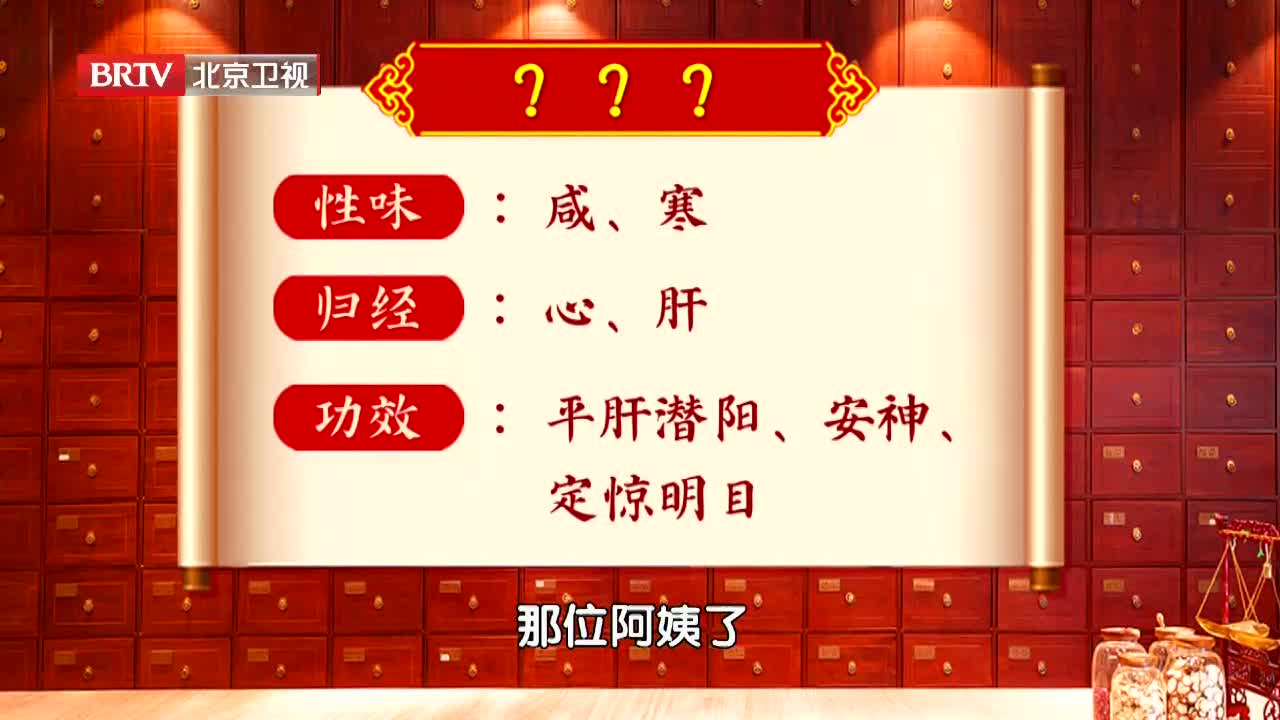 BRTV 北京卫视
？？？
性味：咸、寒
归经：心、肝
功效：平肝潜阳、安神、
定惊明目
那位阿姨了